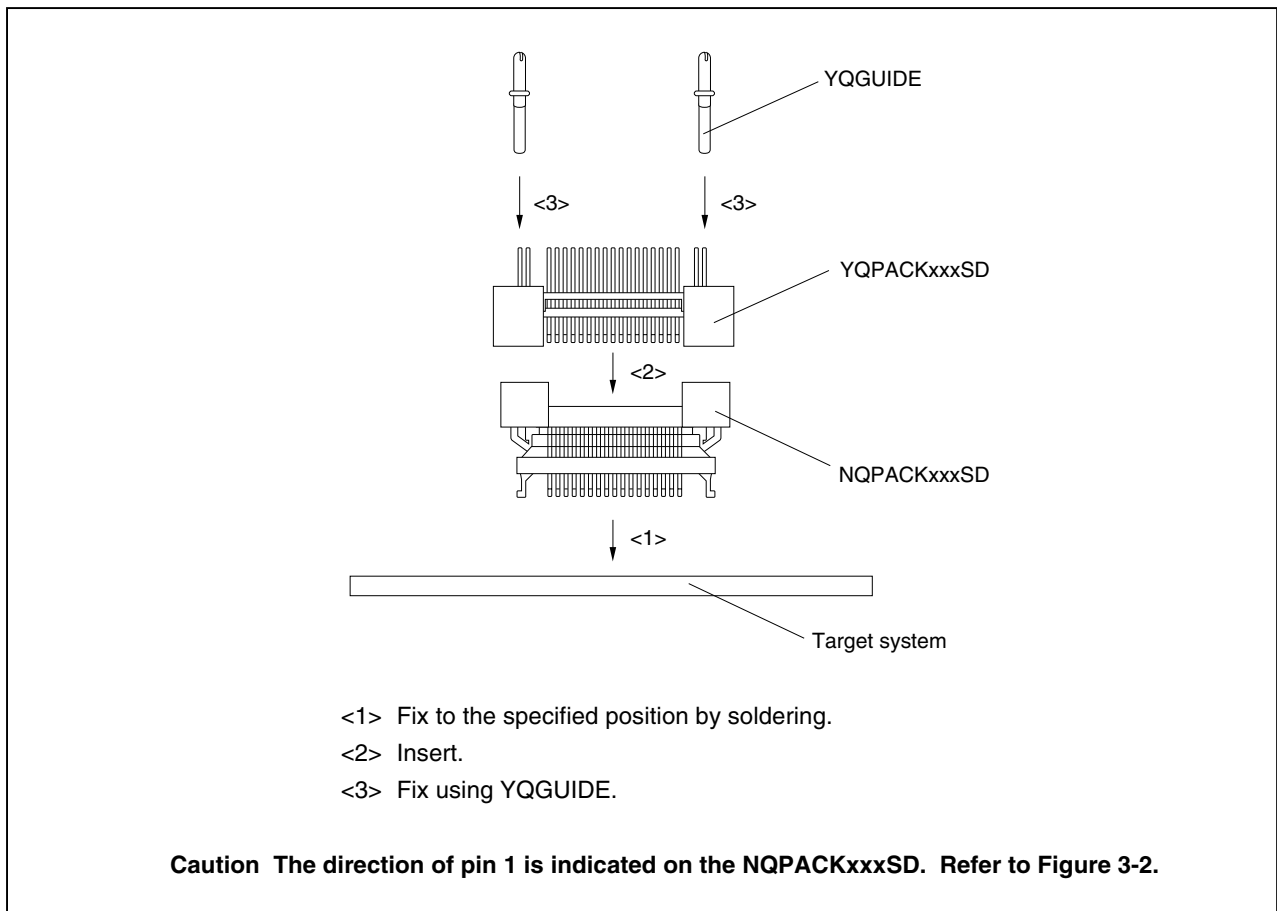 YQGUIDE
<3>
<3>
YQPACKxxxSD
<2>
NQPACKxxxSD
<1>
Target system
<1> Fix to the specified position by soldering.
<2> Insert.
<3> Fix using YQGUIDE.
Caution The direction of pin 1 is indicated on the NQPACKxxxSD. Refer to Figure 3-2.